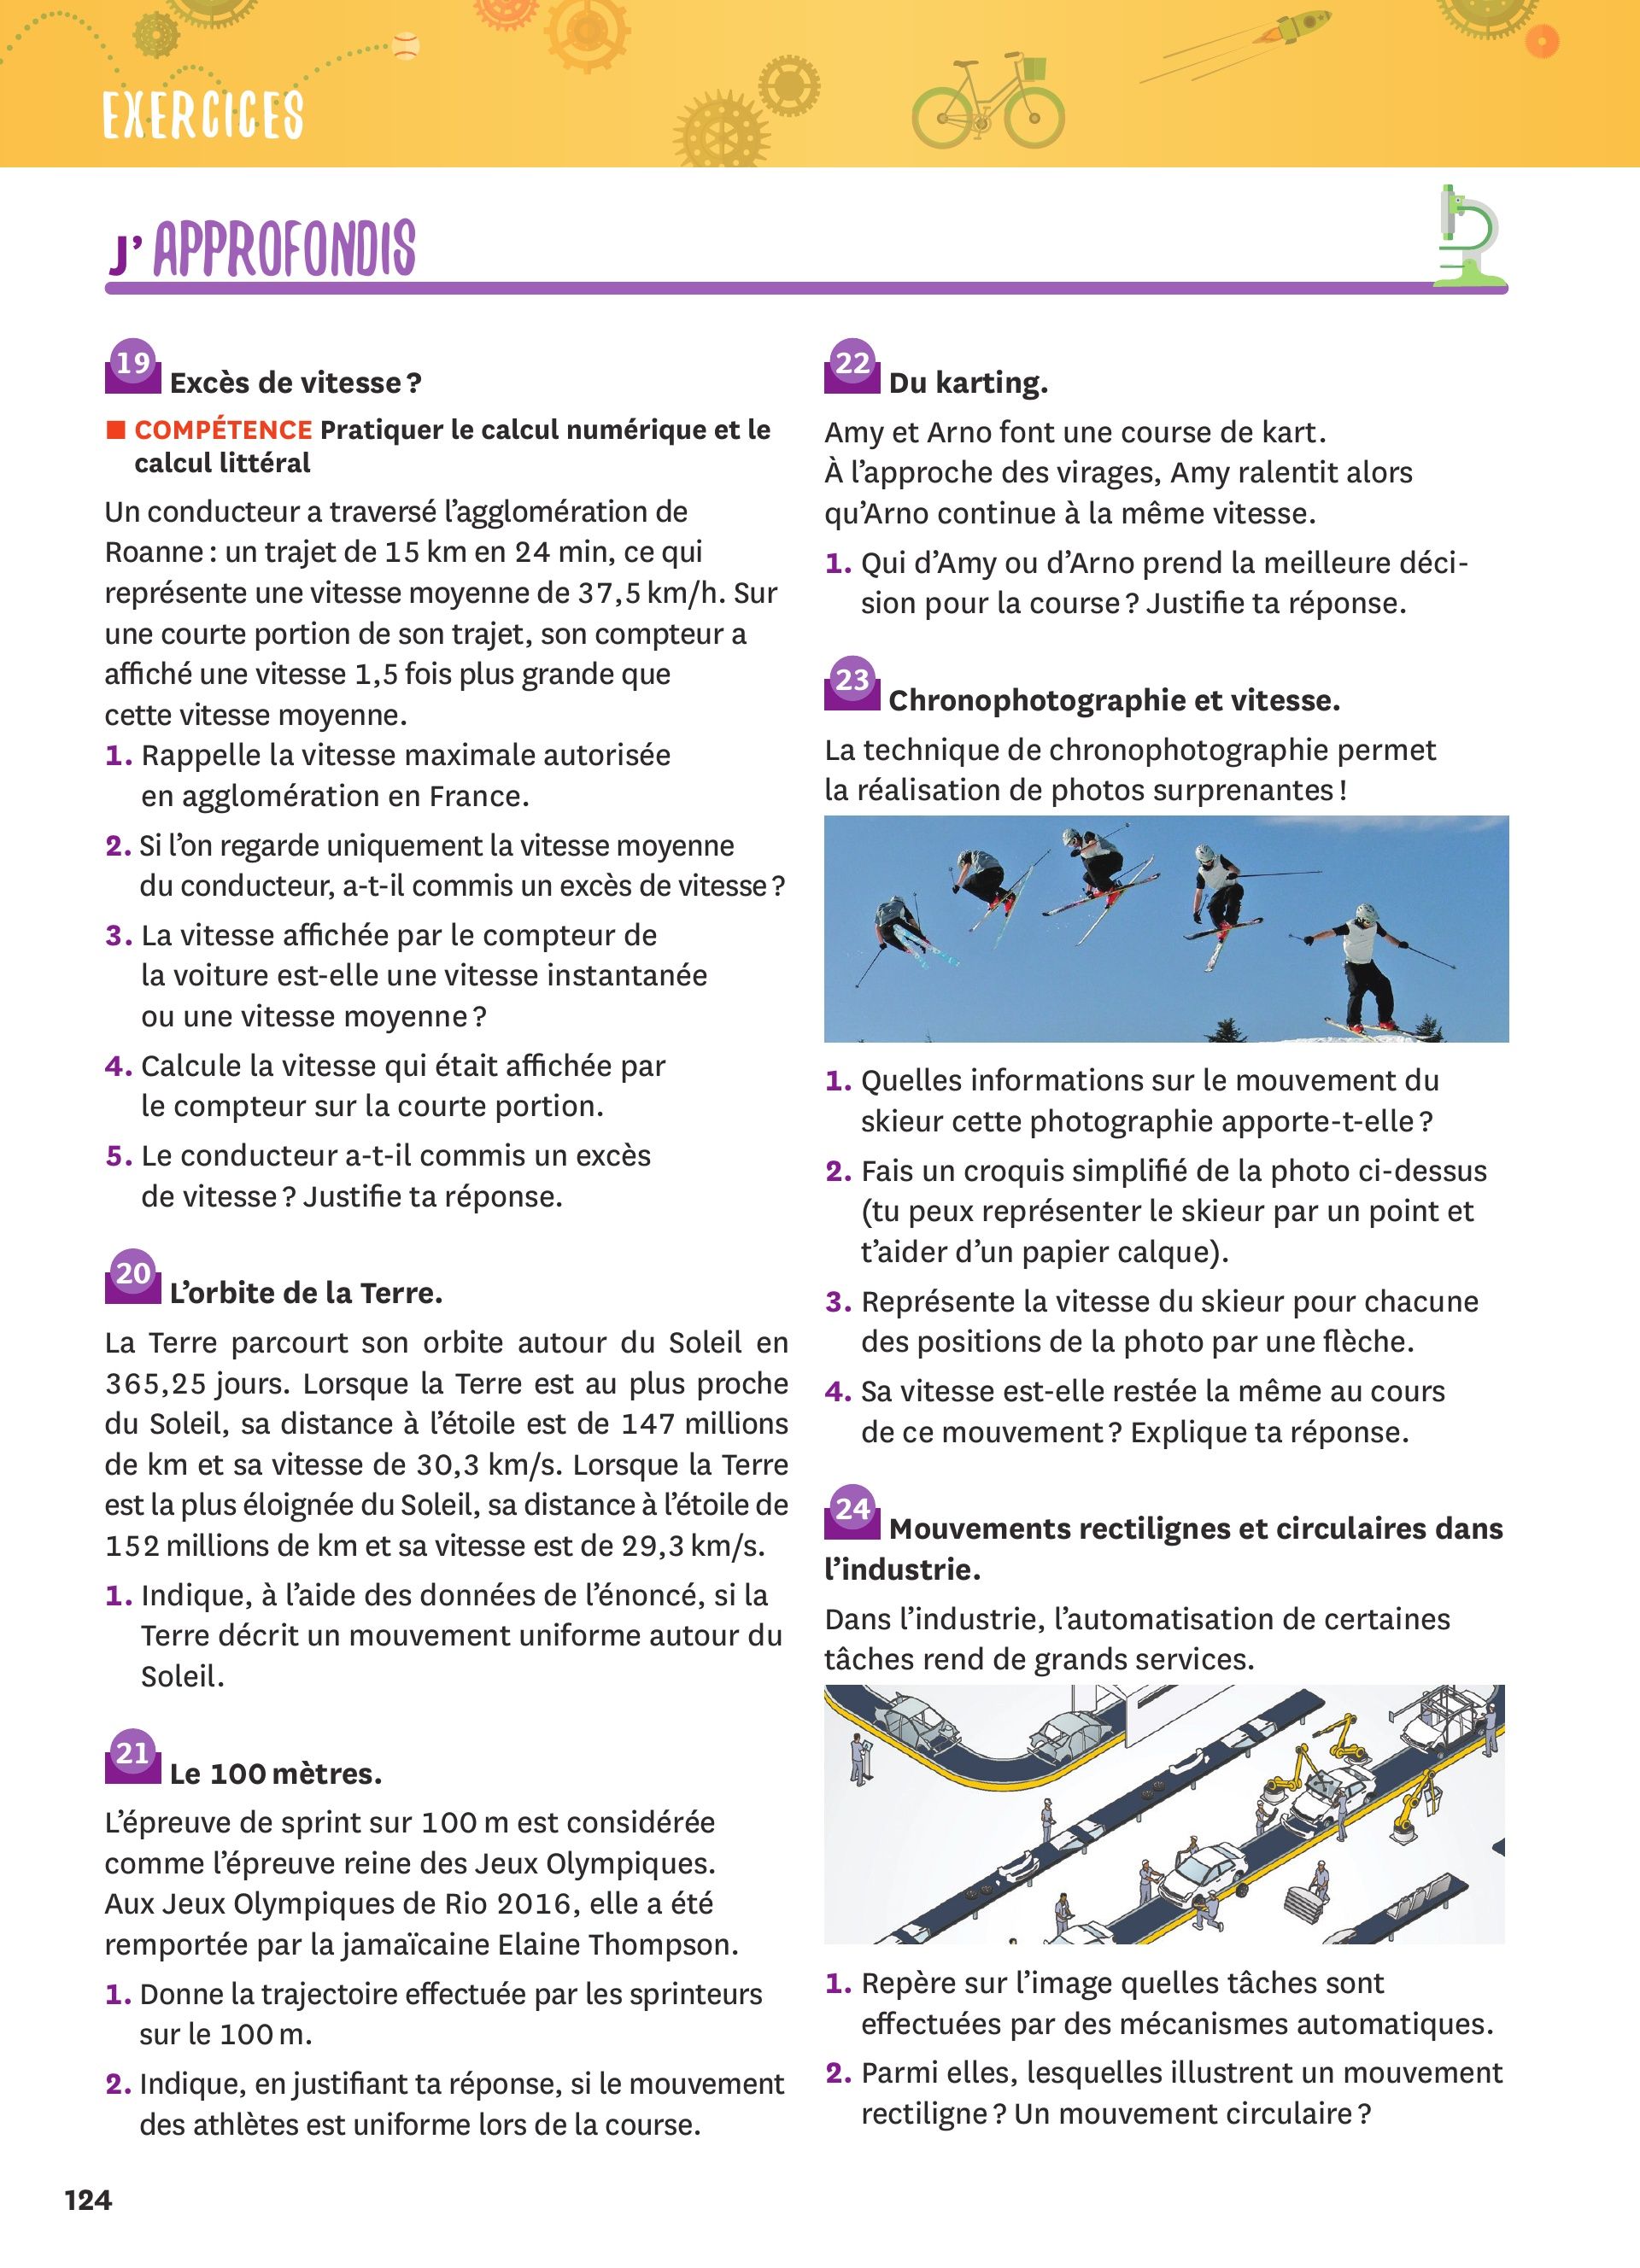 EXERCICES
J’APPROFONDIS
19 Excès de vitesse ?
COMPÉTENCE Pratiquer le calcul numérique et le
calcul littéral
Un conducteur a traversé l’agglomération de
Roanne : un trajet de 15 km en 24 min, ce qui
représente une vitesse moyenne de 37,5 km/h. Sur
une courte portion de son trajet, son compteur a
affiché une vitesse 1,5 fois plus grande que
cette vitesse moyenne.
1. Rappelle la vitesse maximale autorisée
en agglomération en France.
2. Si l’on regarde uniquement la vitesse moyenne
du conducteur, a-t-il commis un excès de vitesse ?
3. La vitesse affichée par le compteur de
la voiture est-elle une vitesse instantanée
ou une vitesse moyenne ?
4. Calcule la vitesse qui était affichée par
le compteur sur la courte portion.
5. Le conducteur a-t-il commis un excès
de vitesse ? Justifie ta réponse.
20 L’orbite de la Terre.
La Terre parcourt son orbite autour du Soleil en
365,25 jours. Lorsque la Terre est au plus proche
du Soleil, sa distance à l’étoile est de 147 millions
de km et sa vitesse de 30,3 km/s. Lorsque la Terre
est la plus éloignée du Soleil, sa distance à l’étoile de
152 millions de km et sa vitesse est de 29,3 km/s.
1. Indique, à l’aide des données de l’énoncé, si la
Terre décrit un mouvement uniforme autour du
Soleil.
21 Le 100 mètres.
L’épreuve de sprint sur 100 m est considérée
comme l’épreuve reine des Jeux Olympiques.
Aux Jeux Olympiques de Rio 2016, elle a été
remportée par la jamaïcaine Elaine Thompson.
1. Donne la trajectoire effectuée par les sprinteurs
sur le 100 m.
2. Indique, en justifiant ta réponse, si le mouvement
des athlètes est uniforme lors de la course.
22 Du karting.
Amy et Arno font une course de kart.
À l’approche des virages, Amy ralentit alors
qu’Arno continue à la même vitesse.
1. Qui d’Amy ou d’Arno prend la meilleure déci-
sion pour la course ? Justifie ta réponse.
23 Chronophotographie et vitesse.
La technique de chronophotographie permet
la réalisation de photos surprenantes !
1. Quelles informations sur le mouvement du
skieur cette photographie apporte-t-elle ?
2. Fais un croquis simplifié de la photo ci-dessus
(tu peux représenter le skieur par un point et
t’aider d’un papier calque).
3. Représente la vitesse du skieur pour chacune
des positions de la photo par une flèche.
4. Sa vitesse est-elle restée la même au cours
de ce mouvement ? Explique ta réponse.
24 Mouvements rectilignes et circulaires dans
l’industrie.
Dans l’industrie, l’automatisation de certaines
tâches rend de grands services.
1. Repère sur l’image quelles tâches sont
effectuées par des mécanismes automatiques.
2. Parmi elles, lesquelles illustrent un mouvement
rectiligne ? Un mouvement circulaire ?
124